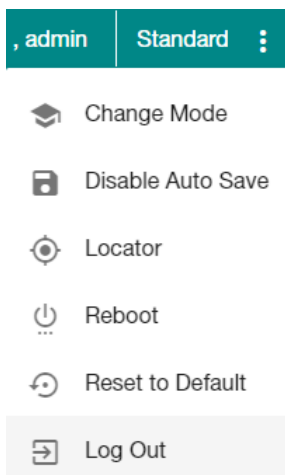 , admin Standard
Change Mode
Disable Auto Save
Locator
Reboot
Reset to Default
Log Out